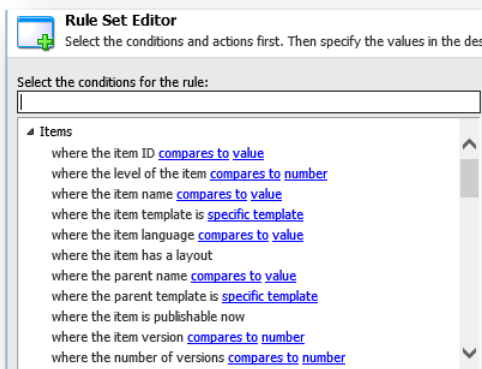 Rule Set Editor
Select the conditions and actions first. Then specify the values in the des
Select the conditions for the rule:
Items
where the item ID compares to value
where the level of the item compares to number
where the item name compares to value
where the item template is specific template
where the item language compares to value
where the item has a layout
where the parent name compares to value
where the parent template is specific template
where the item is publishable now
where the item version compares to number
where the number of versions compares to number